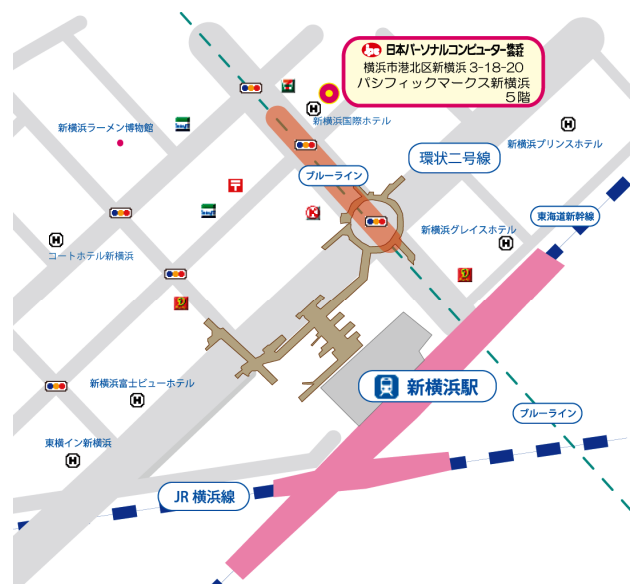 日本パーソナルコンピューター株式会社
横浜市港北区新横浜 3-18-20
パシフィックマークス新横浜
5階
新横浜国際ホテル
新横浜ラーメン博物館
環状二号線
新横浜プリンスホテル
ブルーライン
東海道新幹線
新横浜グレイスホテル
コートホテル新横浜
新横浜駅
新横浜富士ビューホテル
ブルーライン
東横イン新横浜
JR 横浜線